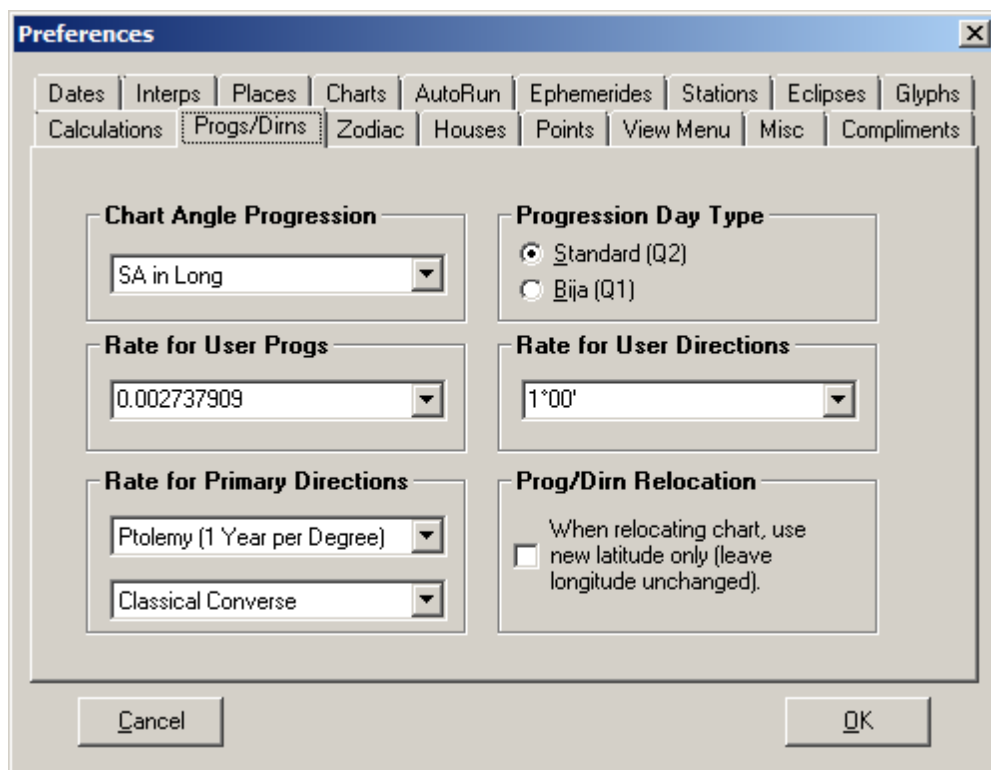 Preferences
Dates Interps Places Charts AutoRun Ephemerides Stations Eclipses Glyphs
Calculations Progs/Dirns Zodiac Houses Points View Menu Misc Compliments
Chart Angle Progression
SA in Long
Progression Day Type
Standard (Q2)
Bija (Q1)
Rate for User Progs
0.002737909
Rate for User Directions
1°00'
Rate for Primary Directions
Ptolemy (1 Year per Degree)
Classical Converse
Prog/Dirn Relocation
When relocating chart, use
new latitude only (leave
longitude unchanged).
Cancel
OK